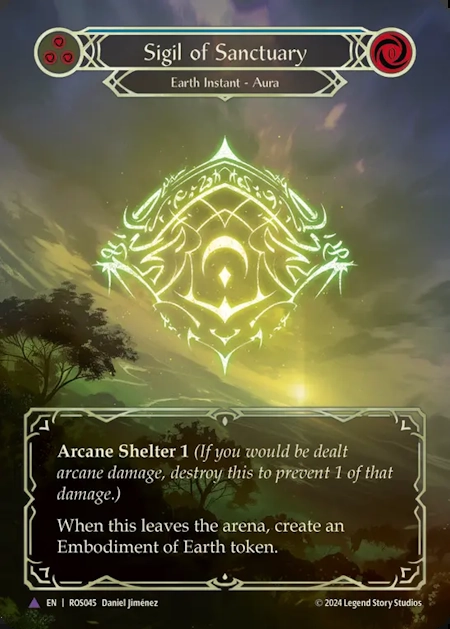 Sigil of Sanctuary
0
Earth Instant - Aura
Arcane Shelter 1 (If you would be dealt
arcane damage, destroy this to prevent 1 of that
damage.)
When this leaves the arena, create an
Embodiment of Earth token.
EN | ROS045 Daniel Jiménez
© 2024 Legend Story Studios